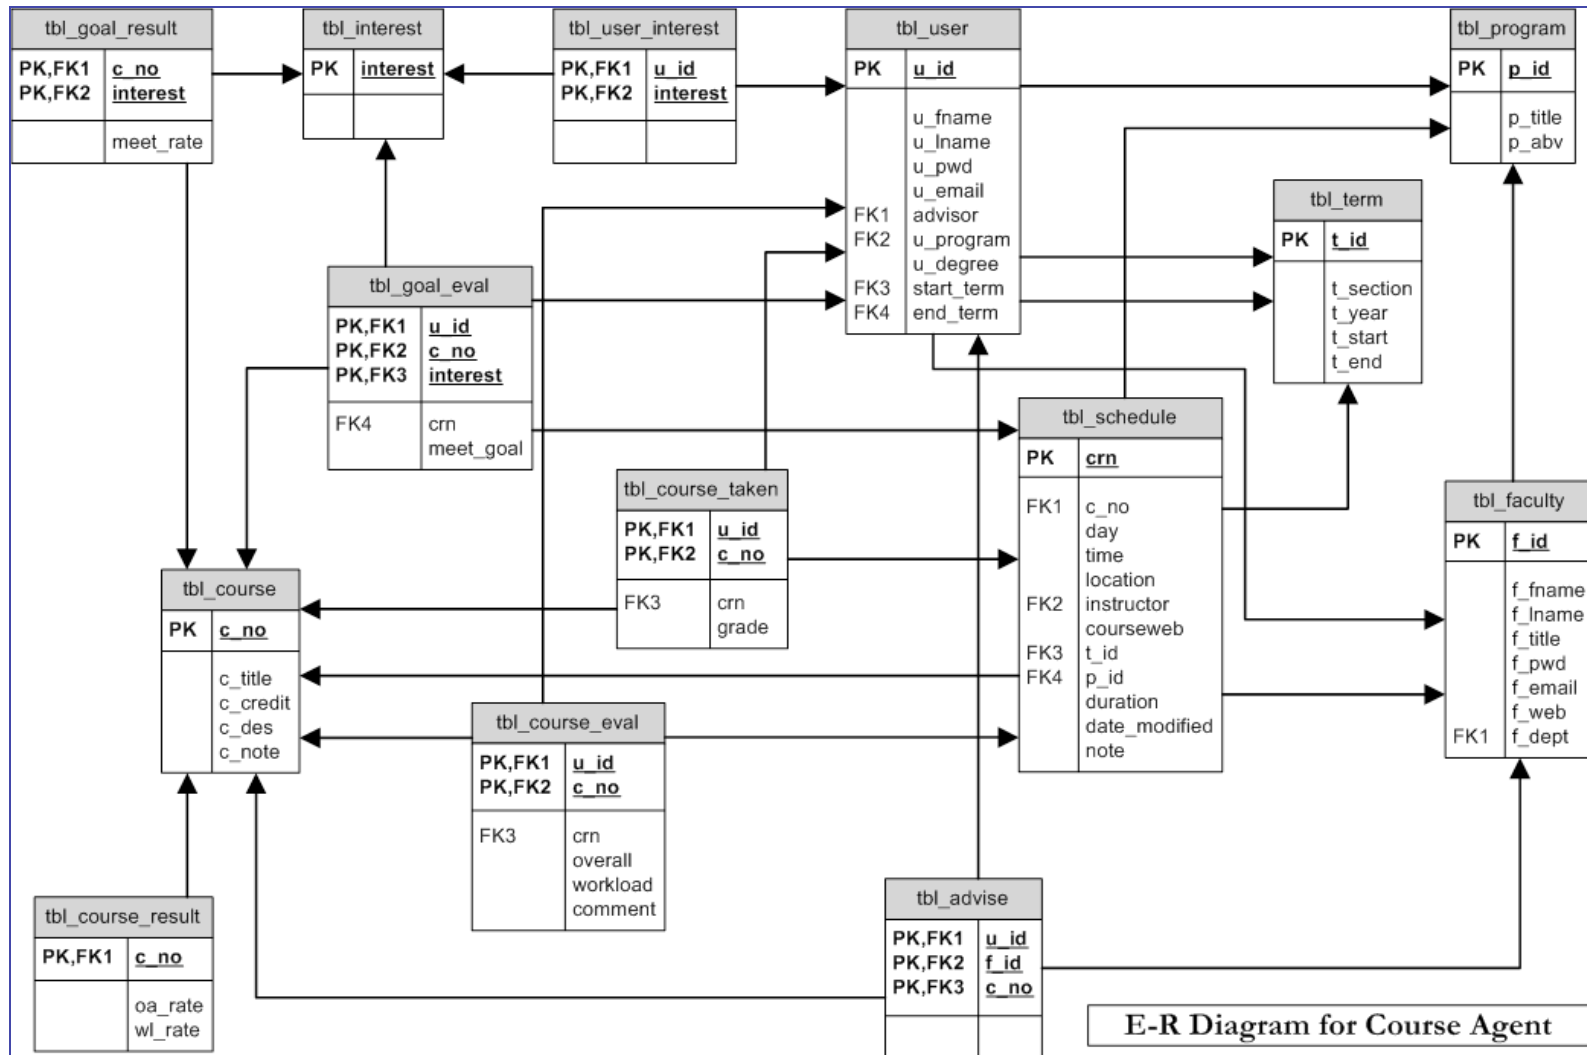 tbl_goal_result
PK,FK1 c_no
PK,FK2 interest
meet_rate
tbl_interest
PK interest
tbl_user_interest
PK,FK1 u_id
PK,FK2 interest
tbl_user
PK u_id
u_fname
u_lname
u_pwd
u_email
FK1 advisor
FK2 u_program
u_degree
FK3 start_term
FK4 end_term
tbl_program
PK p_id
p_title
p_abv
tbl_term
PK t_id
t_section
t_year
t_start
t_end
tbl_goal_eval
PK,FK1 u_id
PK,FK2 c_no
PK,FK3 interest
FK4 crn
meet_goal
tbl_schedule
PK crn
FK1 c_no
day
time
location
FK2 instructor
courseweb
FK3 t_id
FK4 p_id
duration
date_modified
note
tbl_course_taken
PK,FK1 u_id
PK,FK2 c_no
FK3 crn
grade
tbl_faculty
PK f_id
f_fname
f_lname
f_title
f_pwd
f_email
f_web
FK1 f_dept
tbl_course
PK c_no
c_title
c_credit
c_des
c_note
tbl_course_eval
PK,FK1 u_id
PK,FK2 c_no
FK3 crn
overall
workload
comment
tbl_course_result
PK,FK1 c_no
oa_rate
wl_rate
tbl_advise
PK,FK1 u_id
PK,FK2 f_id
PK,FK3 c_no
E-R Diagram for Course Agent